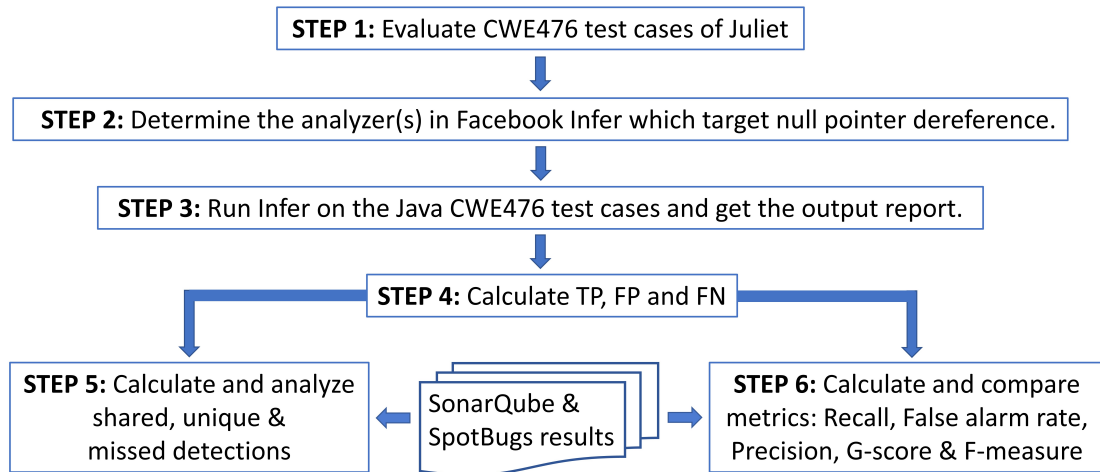 STEP 1: Evaluate CWE476 test cases of Juliet
STEP 2: Determine the analyzer(s) in Facebook Infer which target null pointer dereference.
STEP 3: Run Infer on the Java CWE476 test cases and get the output report.
STEP 4: Calculate TP, FP and FN
STEP 5: Calculate and analyze
shared, unique &
missed detections
SonarQube &
SpotBugs results
STEP 6: Calculate and compare
metrics: Recall, False alarm rate,
Precision, G-score & F-measure